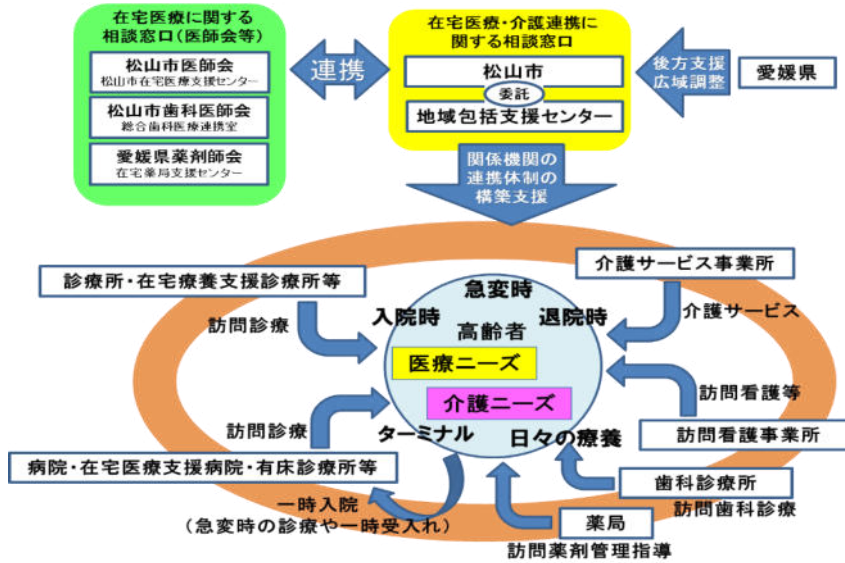 在宅医療に関する
相談窓口(医師会等)
松山市医師会
松山市在宅医療支援センター
松山市歯科医師会
総合歯科医療連携室
愛媛県薬剤師会
在宅薬局支援センター
連携
在宅医療・介護連携に
関する相談窓口
松山市
委託
地域包括支援センター
後方支援
広域調整
愛媛県
関係機関の
連携体制の
構築支援
診療所・在宅療養支援診療所等
訪問診療
介護サービス事業所
介護サービス
急変時
入院時
退院時
高齢者
医療ニーズ
介護ニーズ
ターミナル
日々の療養
訪問看護等
訪問看護事業所
訪問診療
病院・在宅医療支援病院・有床診療所等
一時入院
(急変時の診療や一時受入れ)
歯科診療所
訪問歯科診療
薬局
訪問薬剤管理指導